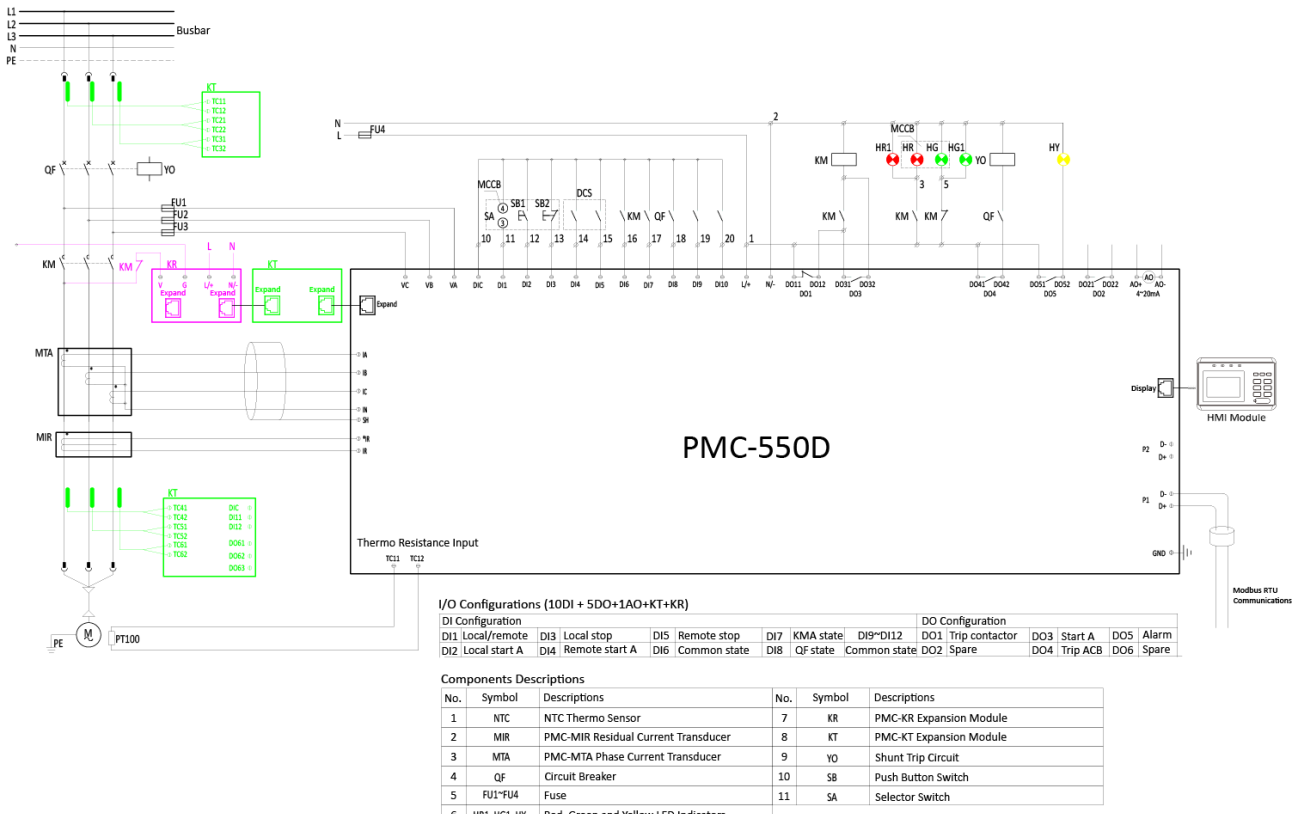 L1
L2
L3
N
PE
Busbar
KT
TC11
TC12
TC21
TC22
TC31
TC32
QF
YO
FU1
FU2
FU3
N
L
FU4
2
MCCB
KM
HR1
HR
HG
HG1
YO
HY
3
5
MCCB
SA
4
3
SB1
SB2
DCS
KM
QF
KM
KM
KM
QF
10
11
12
13
14
15
16
17
18
19
20
1
L
N
KM
KM
KR
V
G
L/+
N/-
Expand
Expand
KT
Expand
Expand
Expand
VC
VB
VA
DIC
DI1
DI2
DI3
DI4
DI5
DI6
DI7
DI8
DI9
DI10
L/+
N/-
DO11
DO12
DO1
DO31
DO32
DO3
DO41
DO42
DO4
DO51
DO52
DO5
DO21
DO22
DO2
AO+
AO
AO-
4~20mA
MTA
IA
IB
IC
IN
SH
MIR
*IR
IR
PMC-550D
Display
HMI Module
P2
D-
D+
P1
D-
D+
GND
Modbus RTU
Communications
KT
TC41
TC42
TC51
TC52
TC61
TC62
DIC
DI11
DI12
DO61
DO62
DO63
Thermo Resistance Input
TC11
TC12
M
PE
PT100
I/O Configurations (10DI + 5DO+1AO+KT+KR)
DI Configuration DO Configuration
DI1 Local/remote DI3 Local stop DI5 Remote stop DI7 KMA state DI9~DI12 DO1 Trip contactor DO3 Start A DO5 Alarm
DI2 Local start A DI4 Remote start A DI6 Common state DI8 QF state Common state DO2 Spare DO4 Trip ACB DO6 Spare
Components Descriptions
No. Symbol Descriptions No. Symbol Descriptions
1 NTC NTC Thermo Sensor 7 KR PMC-KR Expansion Module
2 MIR PMC-MIR Residual Current Transducer 8 KT PMC-KT Expansion Module
3 MTA PMC-MTA Phase Current Transducer 9 YO Shunt Trip Circuit
4 QF Circuit Breaker 10 SB Push Button Switch
5 FU1~FU4 Fuse 11 SA Selector Switch